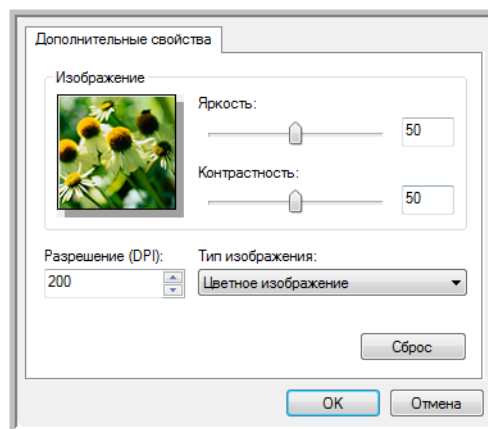 Дополнительные свойства
Изображение
Яркость:
50
Контрастность:
50
Разрешение (DPI):
Тип изображения:
200
Цветное изображение
Сброс
OK
Отмена